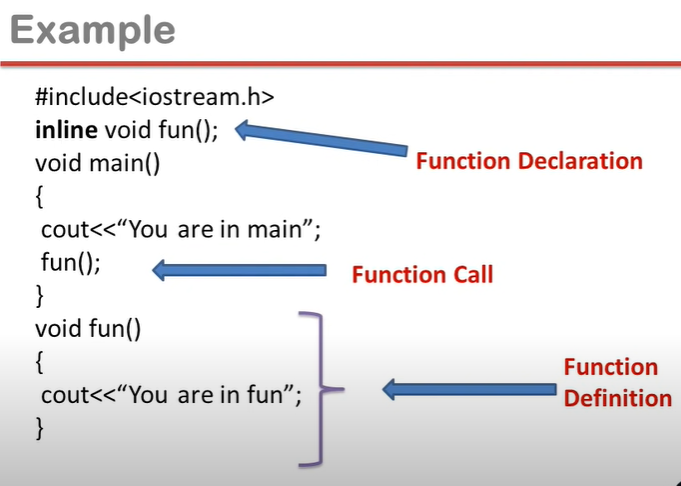 Example
#include<iostream.h>
inline void fun();
Function Declaration
void main()
{
cout<<“You are in main”;
fun();
Function Call
}
void fun()
{
cout<<“You are in fun”;
}
Function
Definition